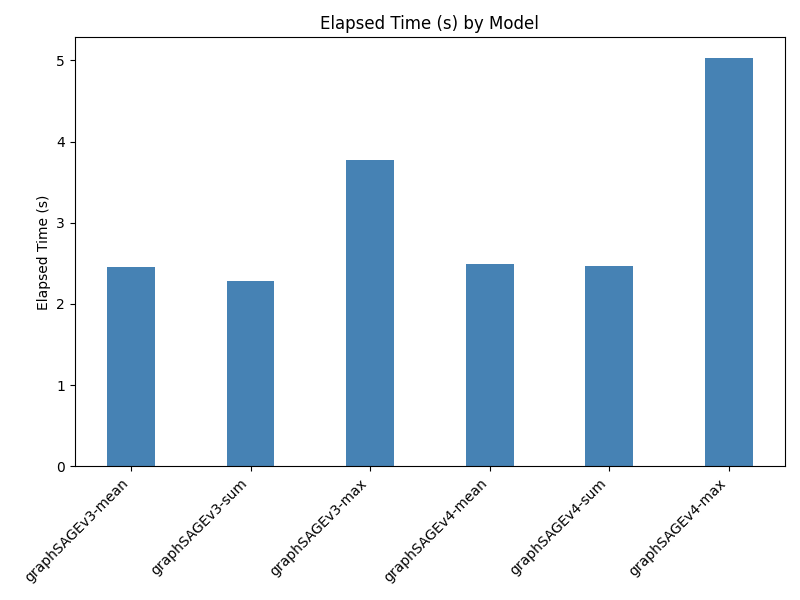 Elapsed Time (s) by Model
Elapsed Time (s)
5
4
3
2
1
0
graphSAGEv3-mean
graphSAGEv3-sum
graphSAGEv3-max
graphSAGEv4-mean
graphSAGEv4-sum
graphSAGEv4-max